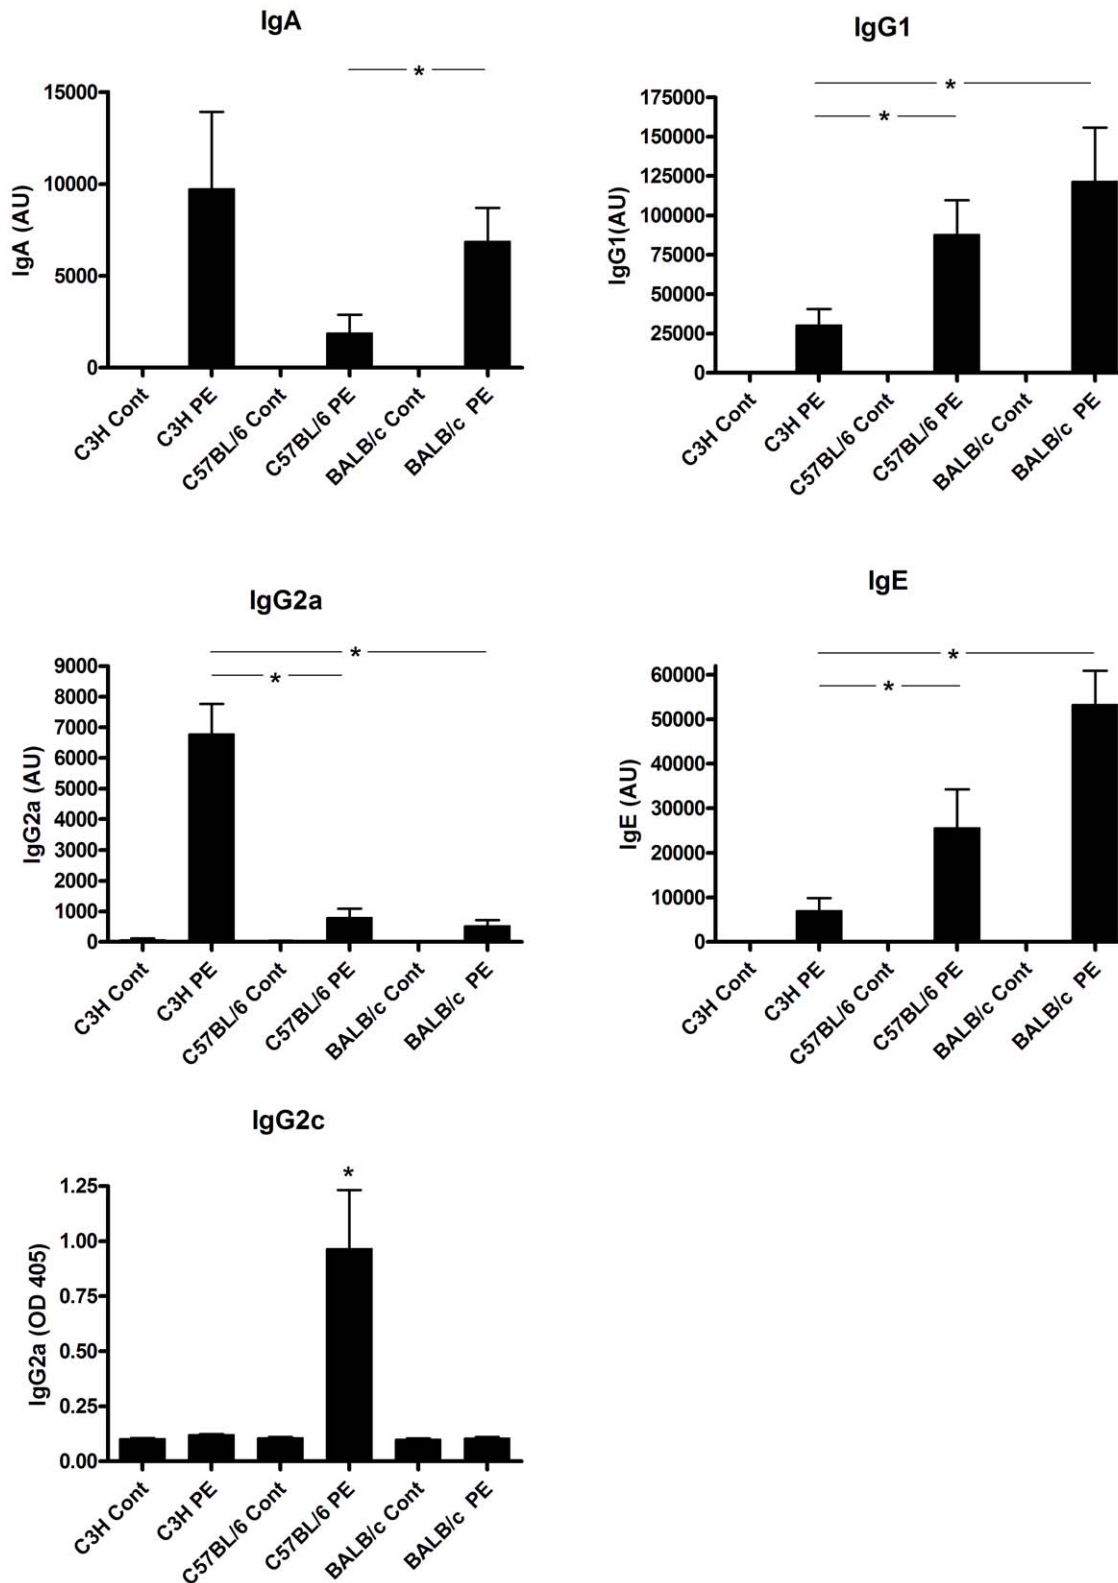 IgA
*
15000
10000
5000
0
IgA (AU)
C3H Cont
C3H PE
C57BL/6 Cont
C57BL/6 PE
BALB/c Cont
BALB/c PE
IgG1
*
*
175000
150000
125000
100000
75000
50000
25000
0
IgG1(AU)
C3H Cont
C3H PE
C57BL/6 Cont
C57BL/6 PE
BALB/c Cont
BALB/c PE
IgG2a
*
*
9000
8000
7000
6000
5000
4000
3000
2000
1000
0
IgG2a (AU)
C3H Cont
C3H PE
C57BL/6 Cont
C57BL/6 PE
BALB/c Cont
BALB/c PE
IgE
*
*
60000
50000
40000
30000
20000
10000
0
IgE (AU)
C3H Cont
C3H PE
C57BL/6 Cont
C57BL/6 PE
BALB/c Cont
BALB/c PE
IgG2c
*
1.25
1.00
0.75
0.50
0.25
0.00
IgG2a (OD 405)
C3H Cont
C3H PE
C57BL/6 Cont
C57BL/6 PE
BALB/c Cont
BALB/c PE